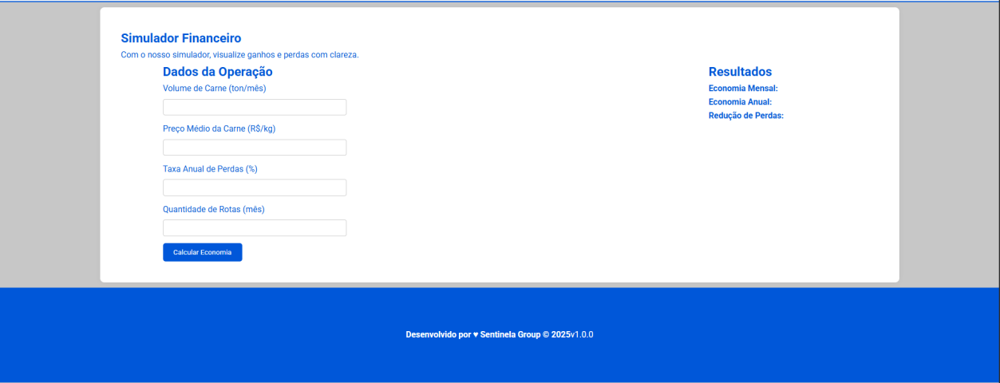 Simulador Financeiro
Com o nosso simulador, visualize ganhos e perdas com clareza.
Dados da Operação
Volume de Carne (ton/mês)
Preço Médio da Carne (R$/kg)
Taxa Anual de Perdas (%)
Quantidade de Rotas (mês)
Calcular Economia
Resultados
Economia Mensal:
Economia Anual:
Redução de Perdas:
Desenvolvido por ♥ Sentinela Group © 2025v1.0.0